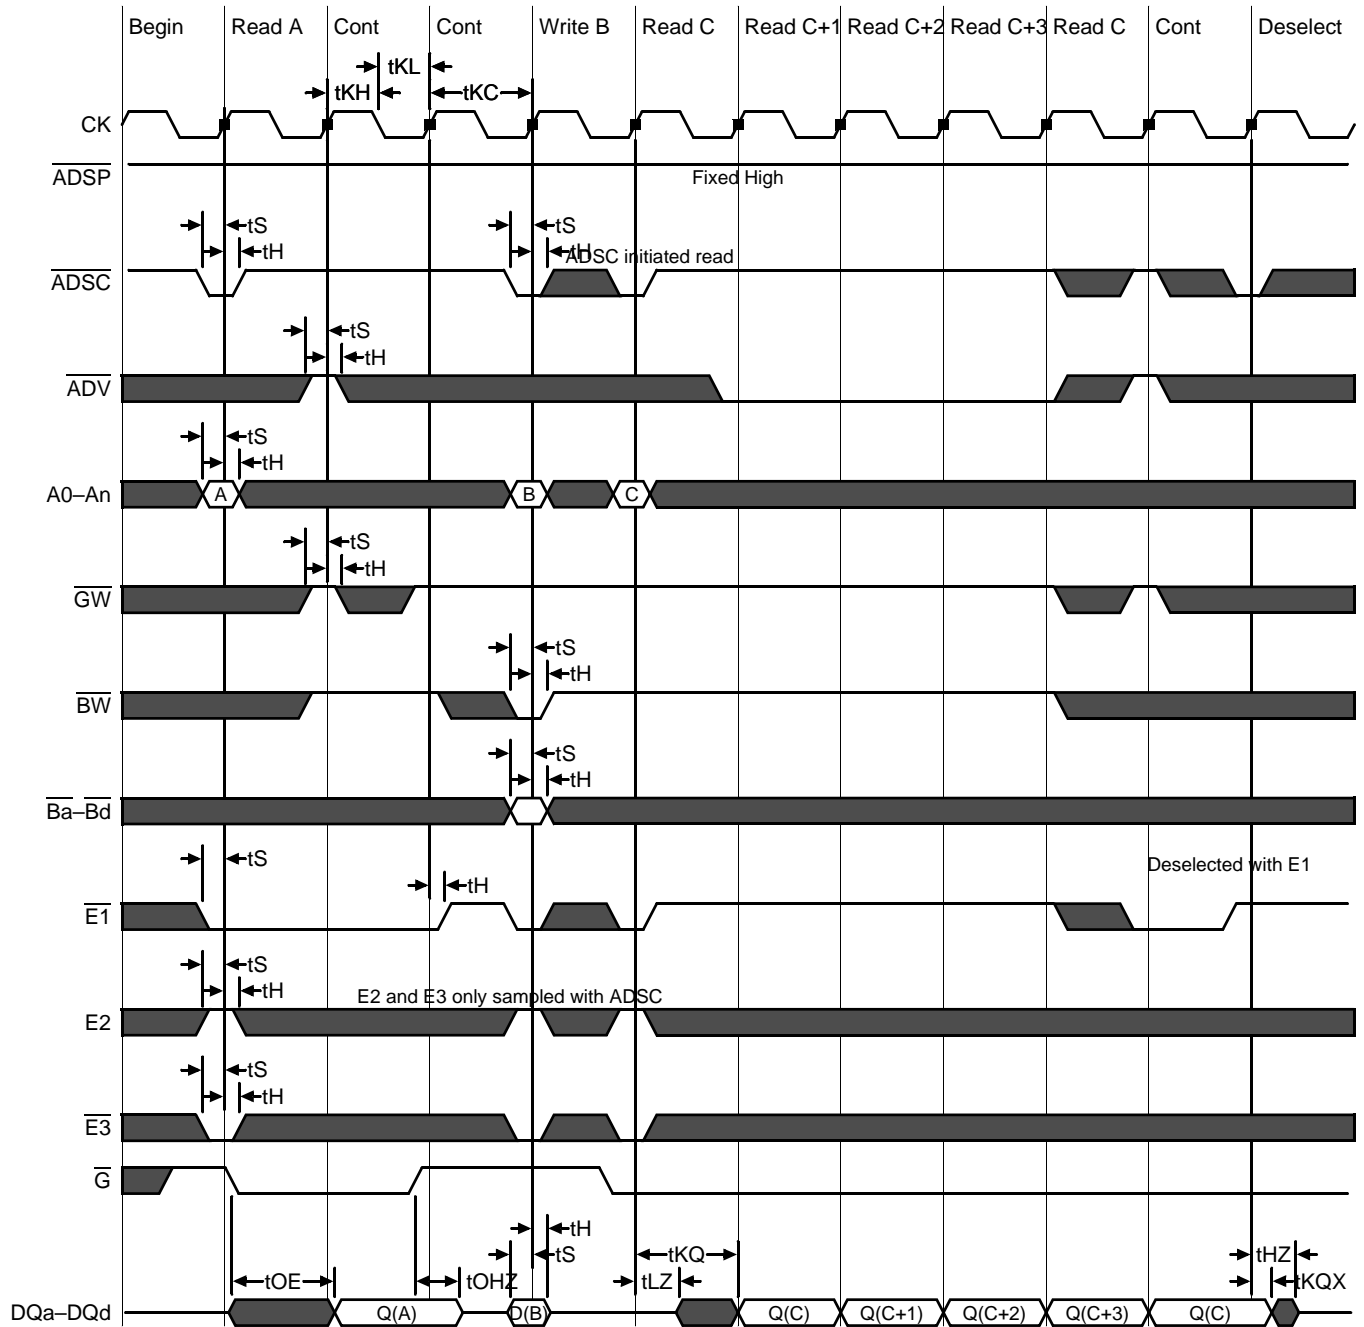 Begin Read A Cont Cont Write B Read C Read C+1 Read C+2 Read C+3 Read C Cont Deselect
tKL
tKH tKC
CK
ADSP
Fixed High
tS tS
tH tH
ADSC initiated read
ADSC
tS
tH
ADV
tS
tH
A0–An A B C
tS
tH
GW
tS
tH
BW
tS
tH
Ba–Bd
tS
Deselected with E1
tH
E1
tS
tH
E2 and E3 only sampled with ADSC
E2
tS
tH
E3
G
tH
tS tKQ tHZ
tOE tOHZ tLZ tKQX
DQa–DQd Q(A) D(B) Q(C) Q(C+1) Q(C+2) Q(C+3) Q(C)